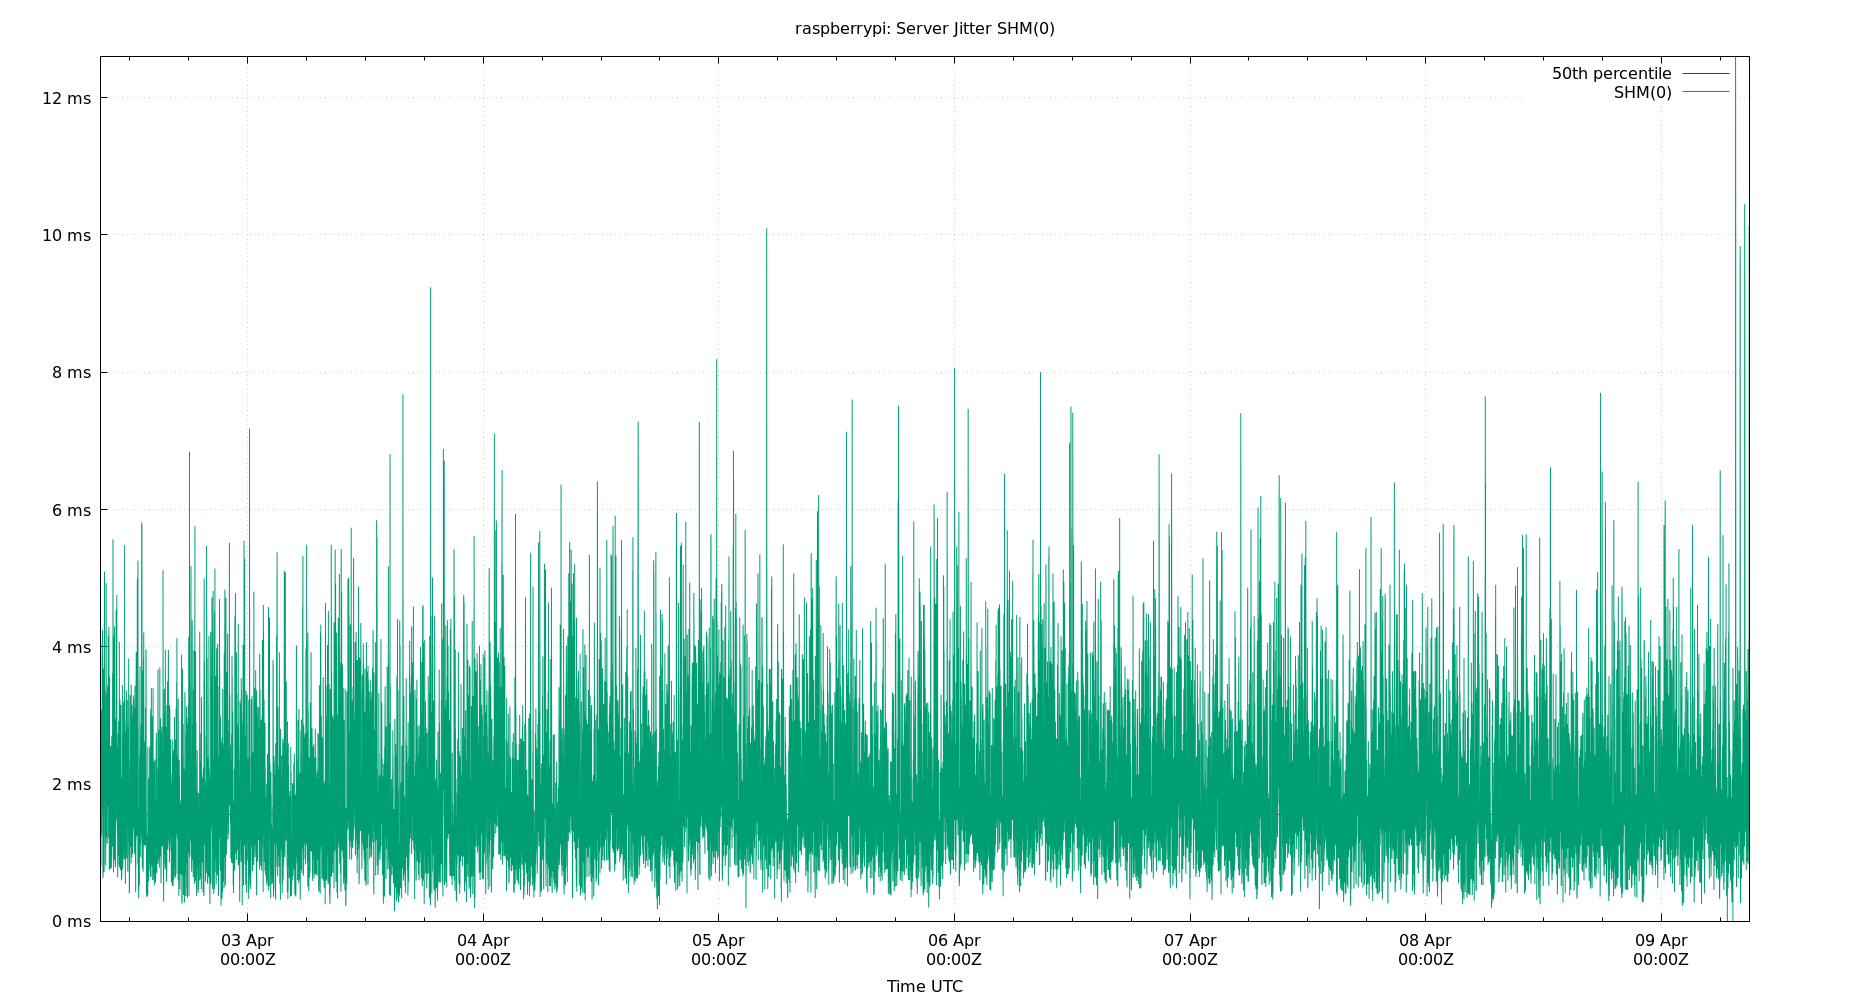 raspberrypi: Server Jitter SHM(0)
50th percentile
SHM(0)
12 ms
10 ms
8 ms
6 ms
4 ms
2 ms
0 ms
03 Apr 04 Apr 05 Apr 06 Apr 07 Apr 08 Apr 09 Apr
00:00Z 00:00Z 00:00Z 00:00Z 00:00Z 00:00Z 00:00Z
Time UTC